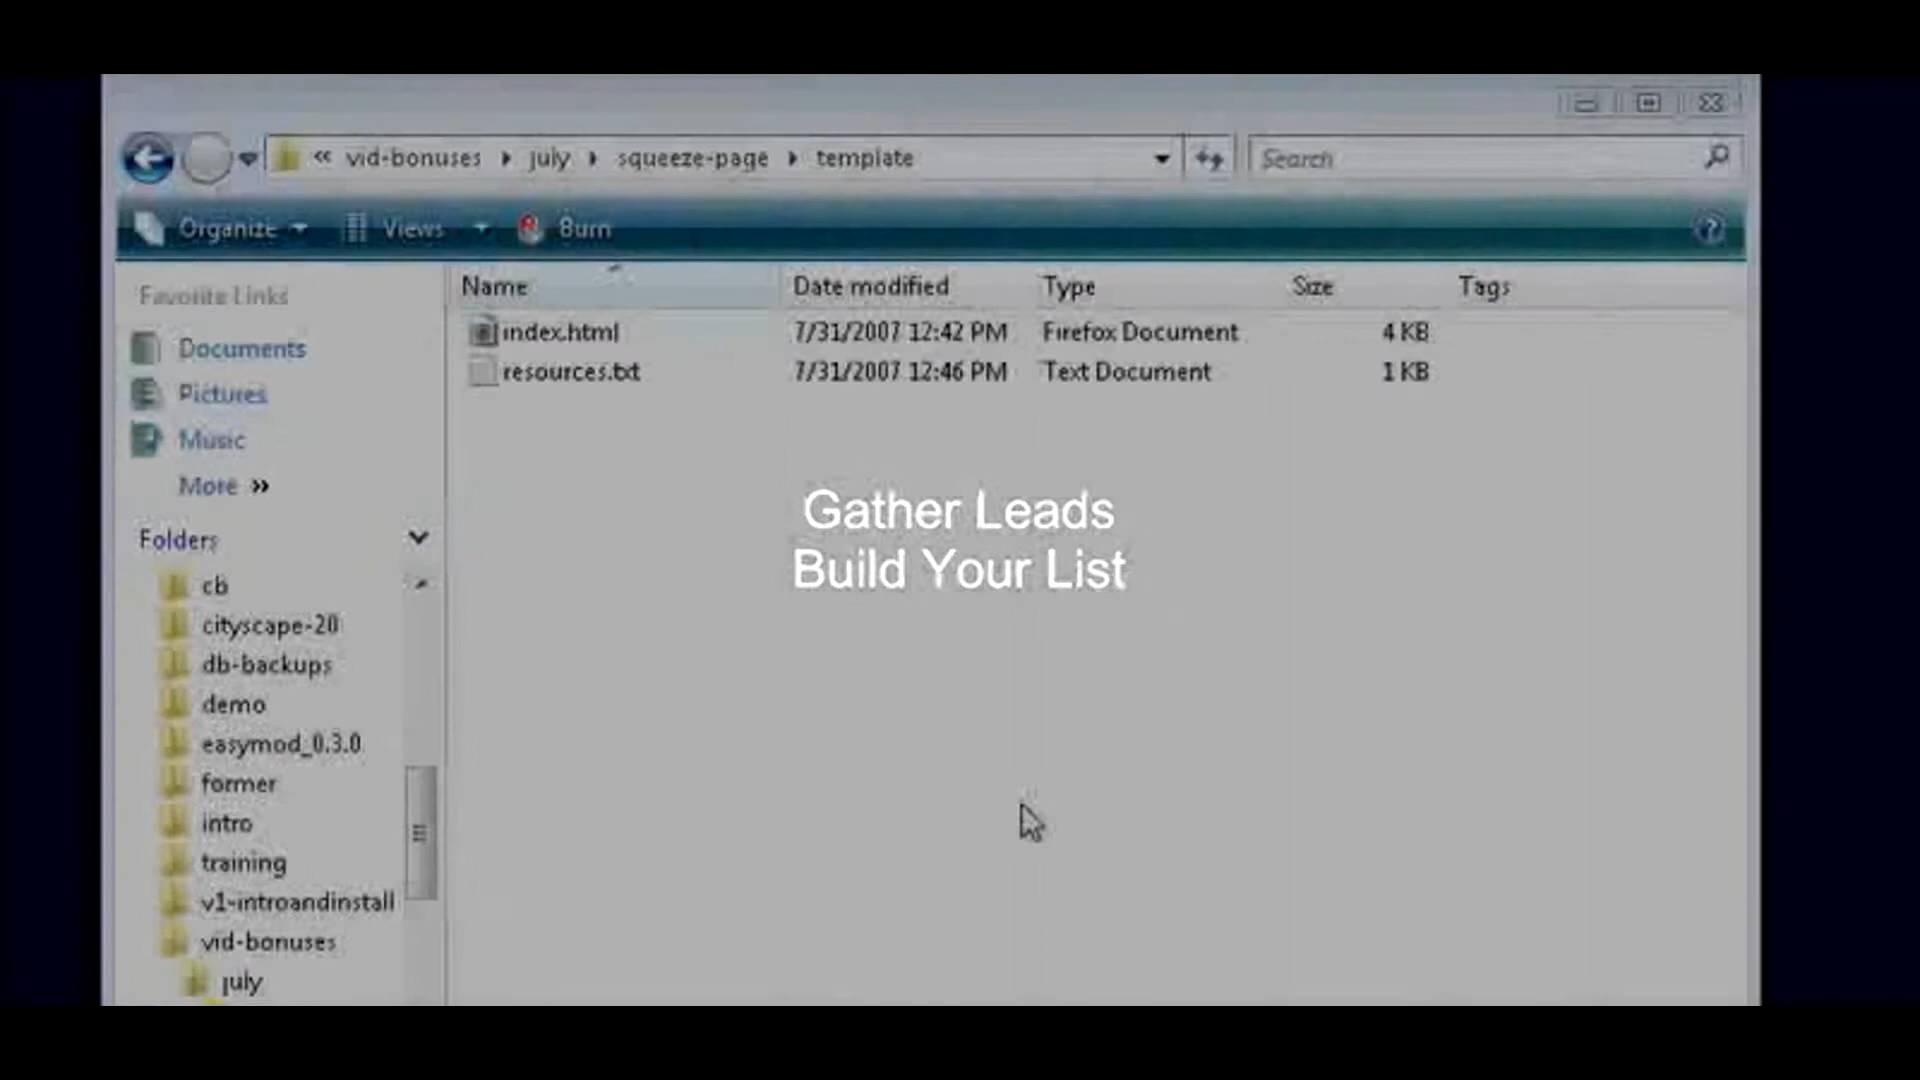 « vid-bonuses july squeeze-page template
Search
Organize Views Burn
Favorite Links
Documents
Pictures
Music
More »
Folders
cb
cityscape-20
db-backups
demo
easymod_0.3.0
former
intro
training
v1-introandinstall
vid-bonuses
july
Name Date modified Type Size Tags
index.html 7/31/2007 12:42 PM Firefox Document 4 KB
resources.txt 7/31/2007 12:46 PM Text Document 1 KB
Gather Leads
Build Your List